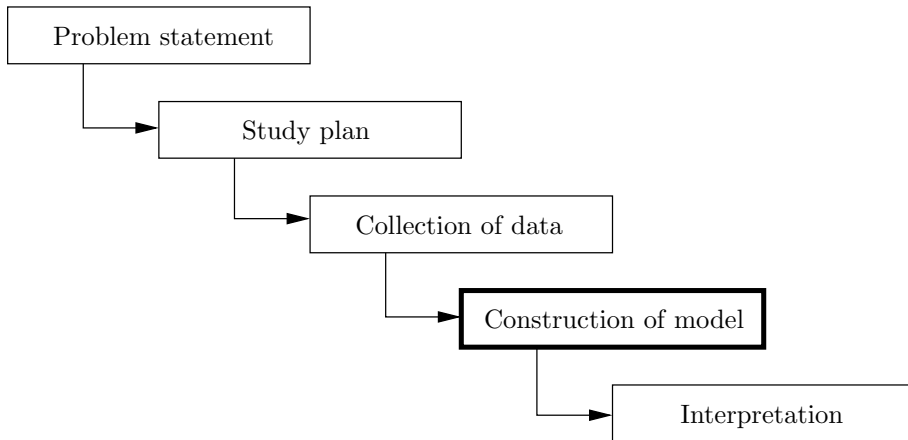 Problem statement
Study plan
Collection of data
Construction of model
Interpretation